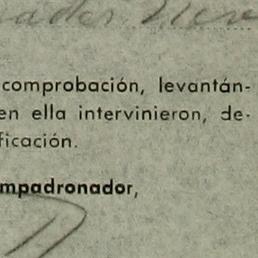 comprobación, levantán-
en ella intervinieron, de-
ficación.
mpadronador,